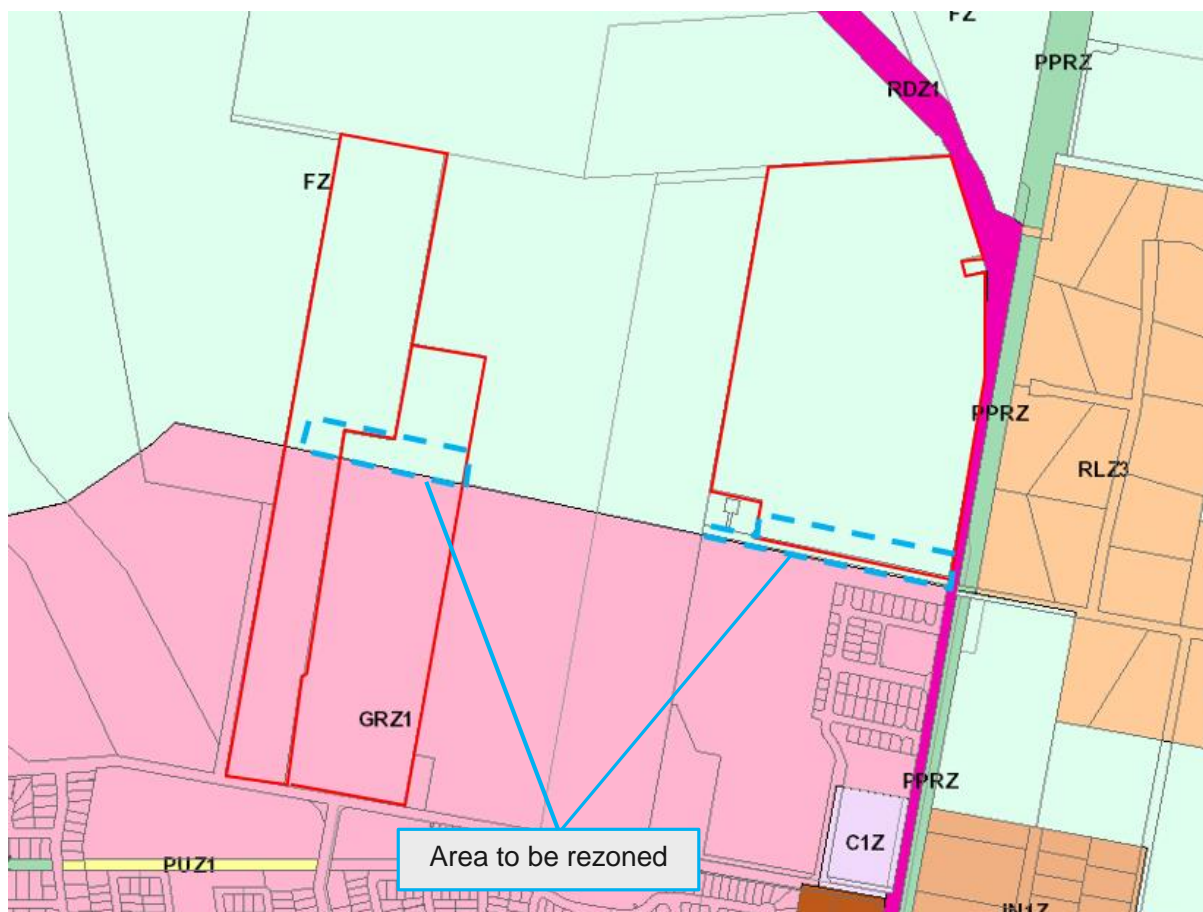 FZ
PPRZ
RDZ1
FZ
PPRZ
RLZ3
GRZ1
PPRZ
C1Z
Area to be rezoned
PUZ1
IN1Z